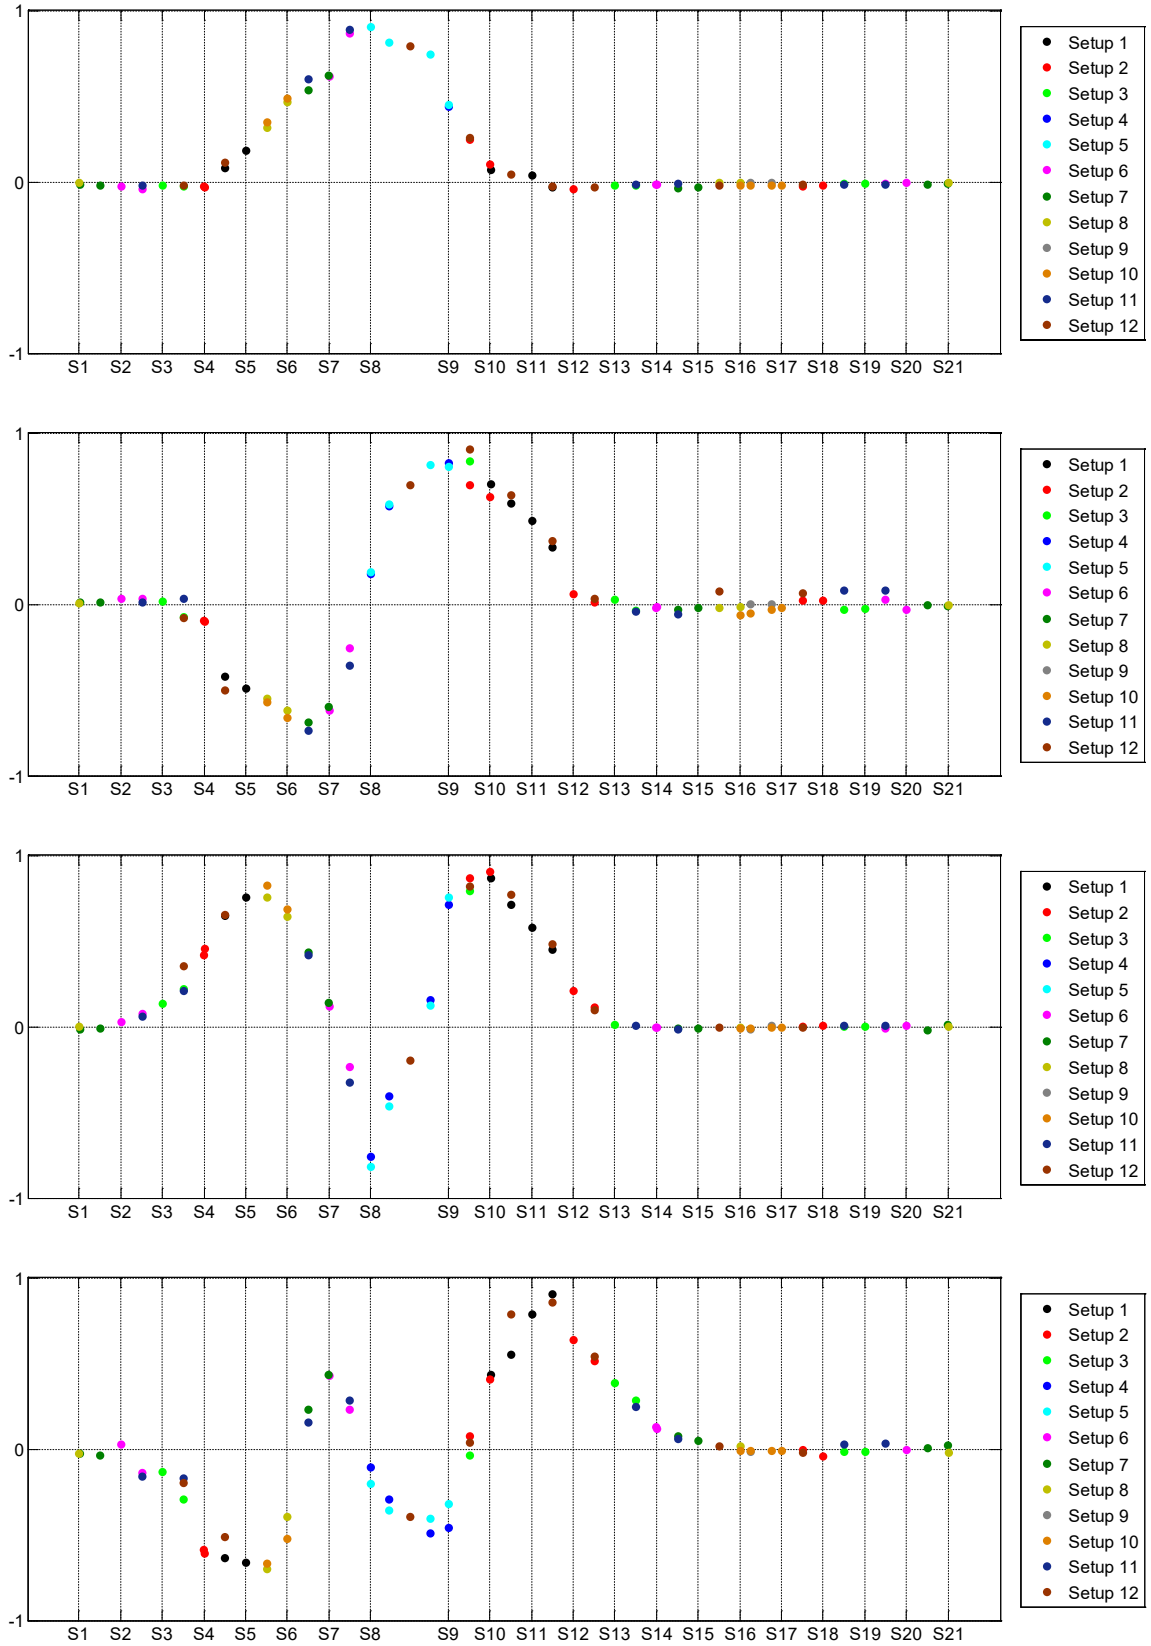 1
0
-1
S1 S2 S3 S4 S5 S6 S7 S8 S9 S10 S11 S12 S13 S14 S15 S16 S17 S18 S19 S20 S21
Setup 1
Setup 2
Setup 3
Setup 4
Setup 5
Setup 6
Setup 7
Setup 8
Setup 9
Setup 10
Setup 11
Setup 12
1
0
-1
S1 S2 S3 S4 S5 S6 S7 S8 S9 S10 S11 S12 S13 S14 S15 S16 S17 S18 S19 S20 S21
Setup 1
Setup 2
Setup 3
Setup 4
Setup 5
Setup 6
Setup 7
Setup 8
Setup 9
Setup 10
Setup 11
Setup 12
1
0
-1
S1 S2 S3 S4 S5 S6 S7 S8 S9 S10 S11 S12 S13 S14 S15 S16 S17 S18 S19 S20 S21
Setup 1
Setup 2
Setup 3
Setup 4
Setup 5
Setup 6
Setup 7
Setup 8
Setup 9
Setup 10
Setup 11
Setup 12
1
0
-1
S1 S2 S3 S4 S5 S6 S7 S8 S9 S10 S11 S12 S13 S14 S15 S16 S17 S18 S19 S20 S21
Setup 1
Setup 2
Setup 3
Setup 4
Setup 5
Setup 6
Setup 7
Setup 8
Setup 9
Setup 10
Setup 11
Setup 12